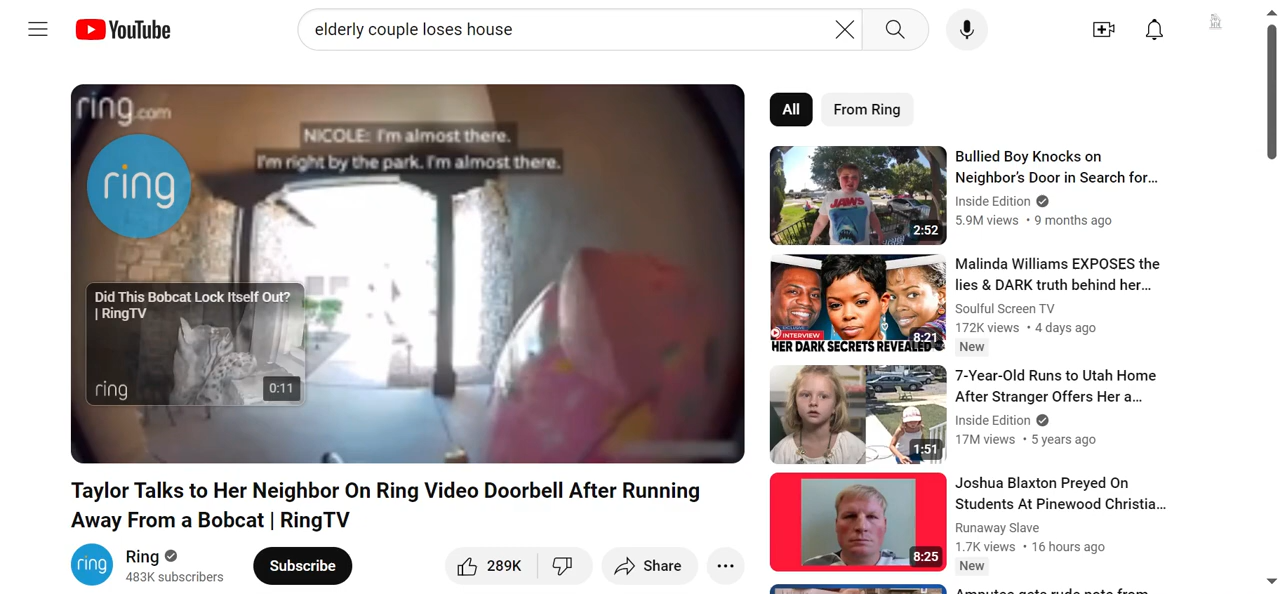 YouTube
elderly couple loses house
ring.com
NICOLE: I'm almost there.
I'm right by the park. I'm almost there.
ring
Did This Bobcat Lock Itself Out?
| RingTV
ring
0:11
Taylor Talks to Her Neighbor On Ring Video Doorbell After Running
Away From a Bobcat | RingTV
ring
Ring
483K subscribers
Subscribe
289K
Share
All
From Ring
JAWS
2:52
Bullied Boy Knocks on
Neighbor’s Door in Search for…
Inside Edition
5.9M views • 9 months ago
EXCLUSIVE
INTERVIEW
HER DARK SECRETS REVEALED
8:21
Malinda Williams EXPOSES the
lies & DARK truth behind her…
Soulful Screen TV
172K views • 4 days ago
New
1:51
7-Year-Old Runs to Utah Home
After Stranger Offers Her a…
Inside Edition
17M views • 5 years ago
8:25
Joshua Blaxton Preyed On
Students At Pinewood Christia…
Runaway Slave
1.7K views • 16 hours ago
New
Amputee gets rude note from